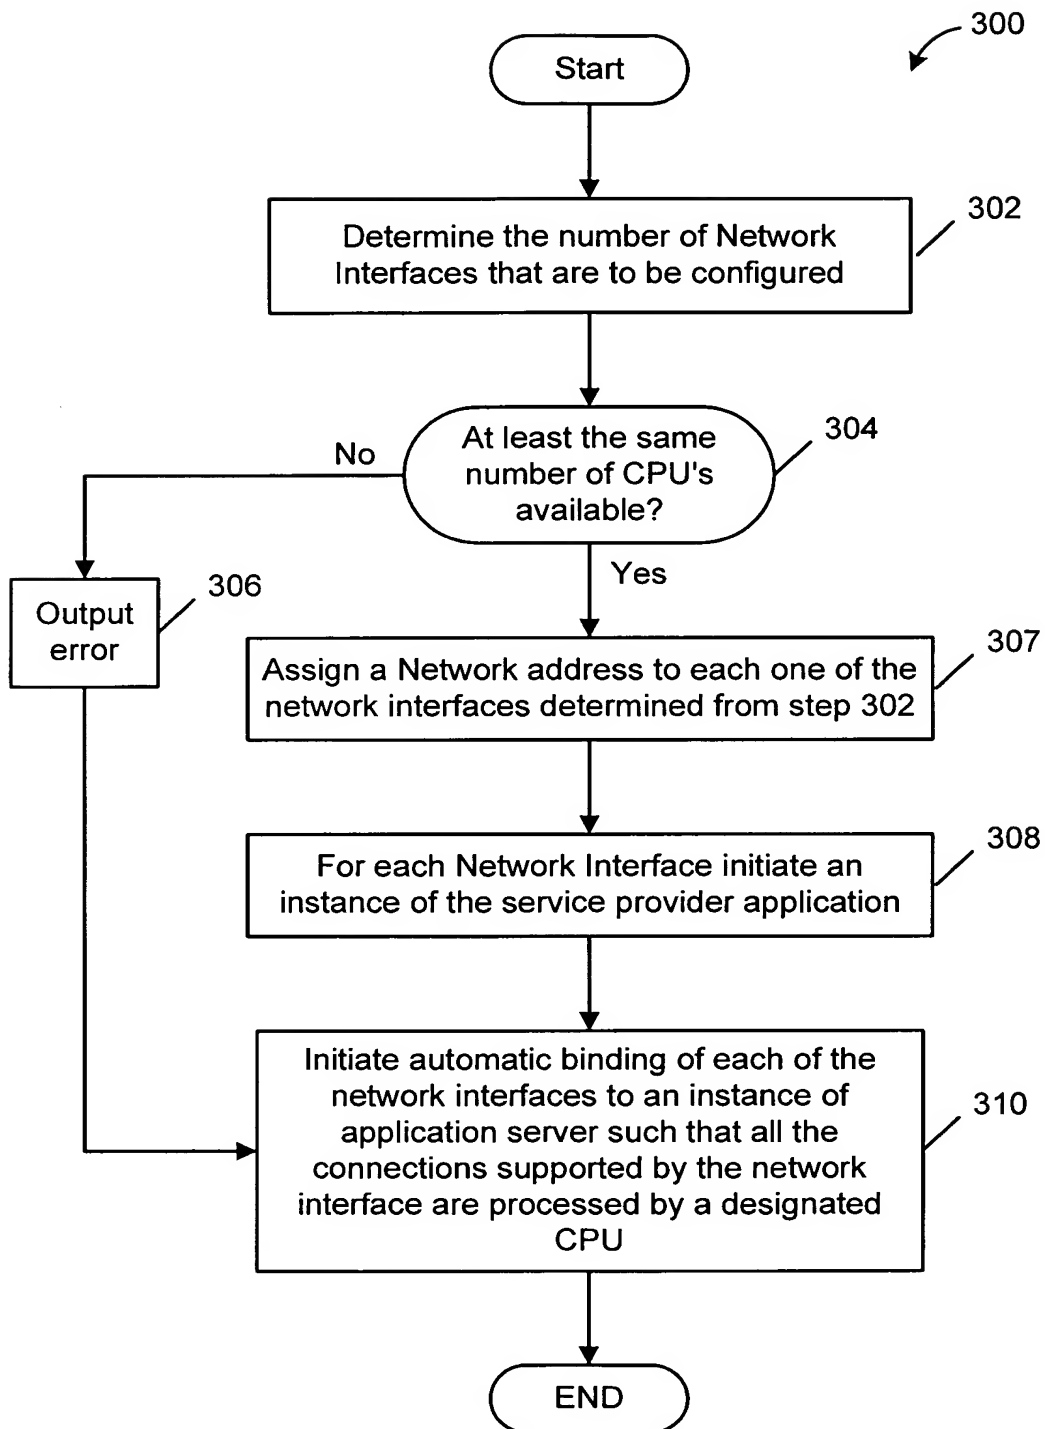 300
Start
302
Determine the number of Network
Interfaces that are to be configured
304
At least the same
number of CPU's
available?
No
Yes
306
Output
error
307
Assign a Network address to each one of the
network interfaces determined from step 302
308
For each Network Interface initiate an
instance of the service provider application
310
Initiate automatic binding of each of the
network interfaces to an instance of
application server such that all the
connections supported by the network
interface are processed by a designated
CPU
END